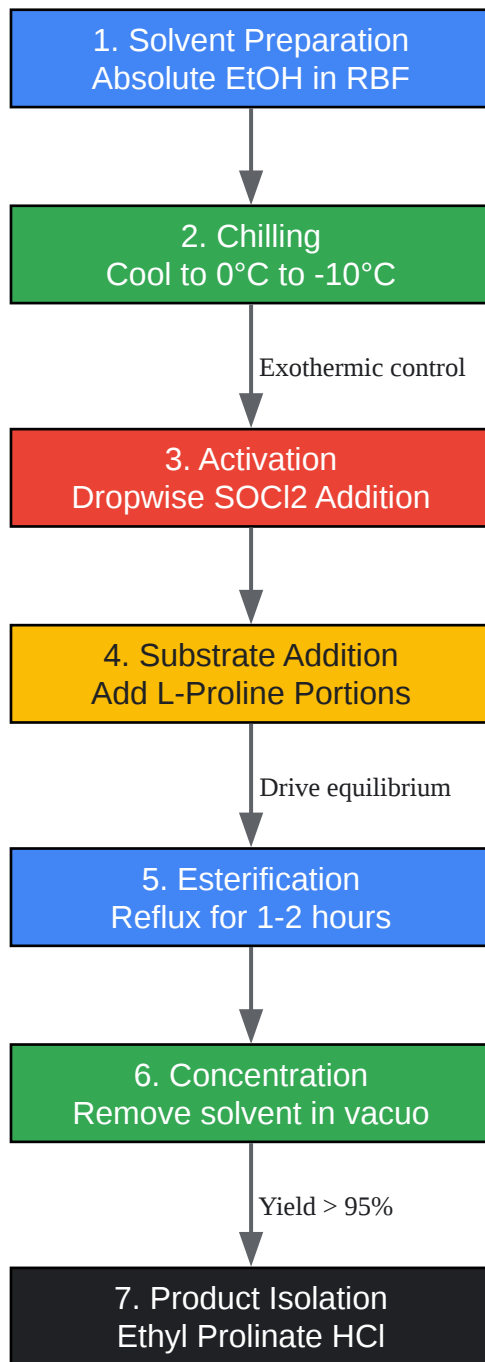 1. Solvent Preparation
Absolute EtOH in RBF
2. Chilling
Cool to 0°C to -10°C
Exothermic control
3. Activation
Dropwise SOCl2 Addition
4. Substrate Addition
Add L-Proline Portions
Drive equilibrium
5. Esterification
Reflux for 1-2 hours
6. Concentration
Remove solvent in vacuo
Yield > 95%
7. Product Isolation
Ethyl Prolinate HCl